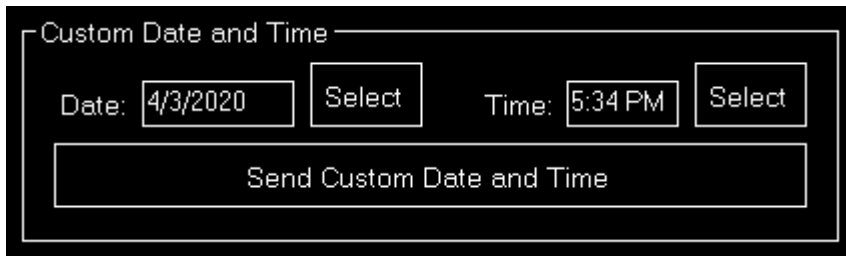 Custom Date and Time
Date: 4/3/2020 Select Time: 5:34 PM Select
Send Custom Date and Time